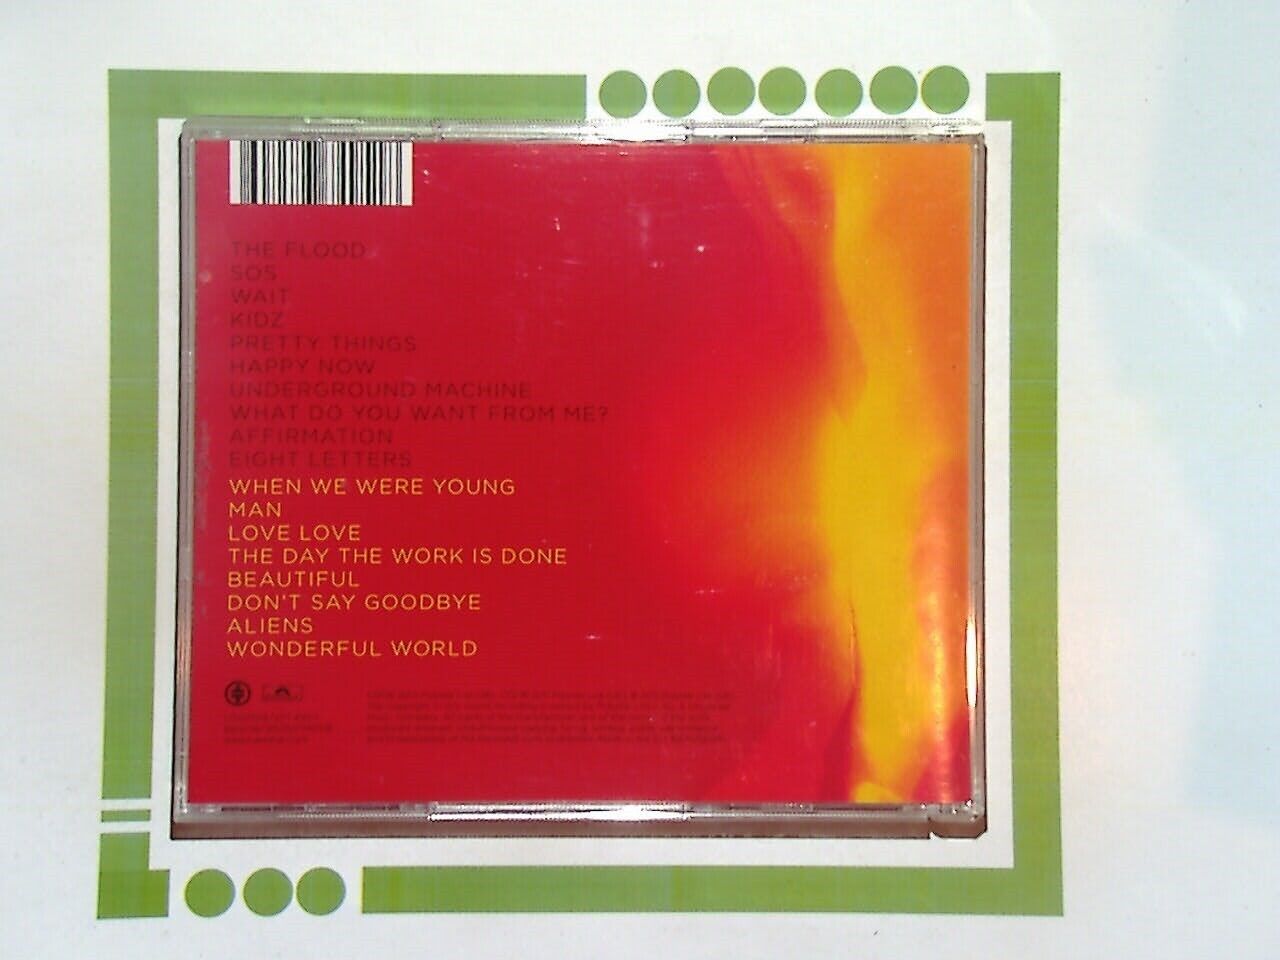 THE FLOOD
SOS
WAIT
KIDZ
PRETTY THINGS
HAPPY NOW
UNDERGROUND MACHINE
WHAT DO YOU WANT FROM ME?
AFFIRMATION
EIGHT LETTERS
WHEN WE WERE YOUNG
MAN
LOVE LOVE
THE DAY THE WORK IS DONE
BEAUTIFUL
DON'T SAY GOODBYE
ALIENS
WONDERFUL WORLD